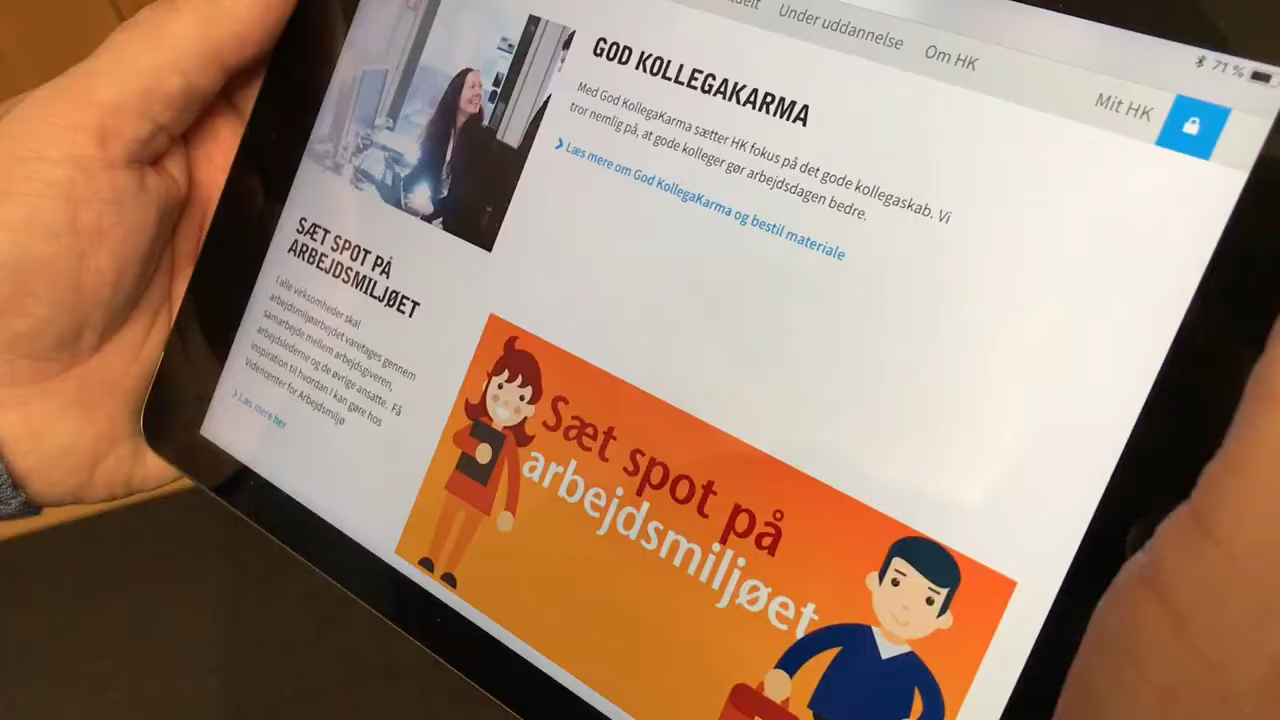 Under uddannelse
Om HK
71 %
Mit HK
GOD KOLLEGAKARMA
Med God KollegaKarma sætter HK fokus på det gode kollegaskab. Vi
tror nemlig på, at gode kolleger gør arbejdsdagen bedre.
Læs mere om God KollegaKarma og bestil materiale
SÆT SPOT PÅ
ARBEJDSMILJØET
I alle virksomheder skal
arbejdsmiljøarbejdet varetages gennem
samarbejde mellem arbejdsgiveren,
arbejdslederne og de øvrige ansatte. Få
inspiration til hvordan I kan gøre hos
Videncenter for Arbejdsmiljø
Læs mere her
Sæt spot på
arbejdsmiljøet